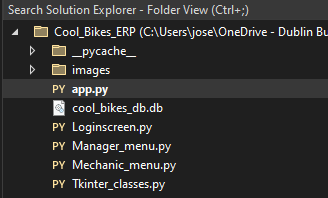 Search Solution Explorer - Folder View (Ctrl+;)
Cool_Bikes_ERP (C:\Users\jose\OneDrive - Dublin Bu
__pycache__
images
PY app.py
cool_bikes_db.db
PY Loginscreen.py
PY Manager_menu.py
PY Mechanic_menu.py
PY Tkinter_classes.py